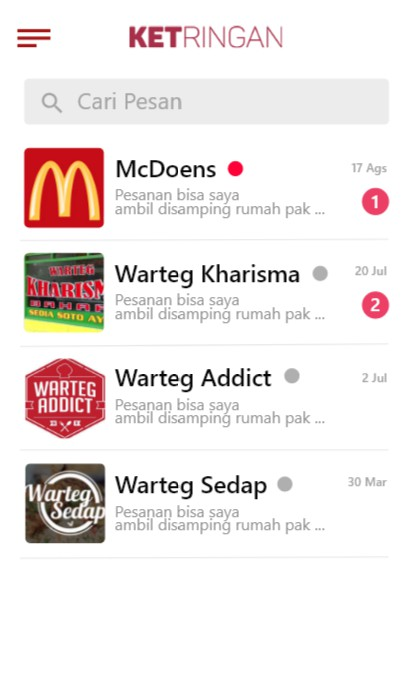 KETRINGAN
Cari Pesan
McDoens
17 Ags
Pesanan bisa saya
ambil disamping rumah pak ...
1
WARTEG
KHARISM
BAHAR
SEDIA SOTO AY
Warteg Kharisma
20 Jul
Pesanan bisa saya
ambil disamping rumah pak ...
2
WARTEG
ADDICT
Warteg Addict
2 Jul
Pesanan bisa saya
ambil disamping rumah pak ...
Warteg
Sedap
Warteg Sedap
30 Mar
Pesanan bisa saya
ambil disamping rumah pak ...